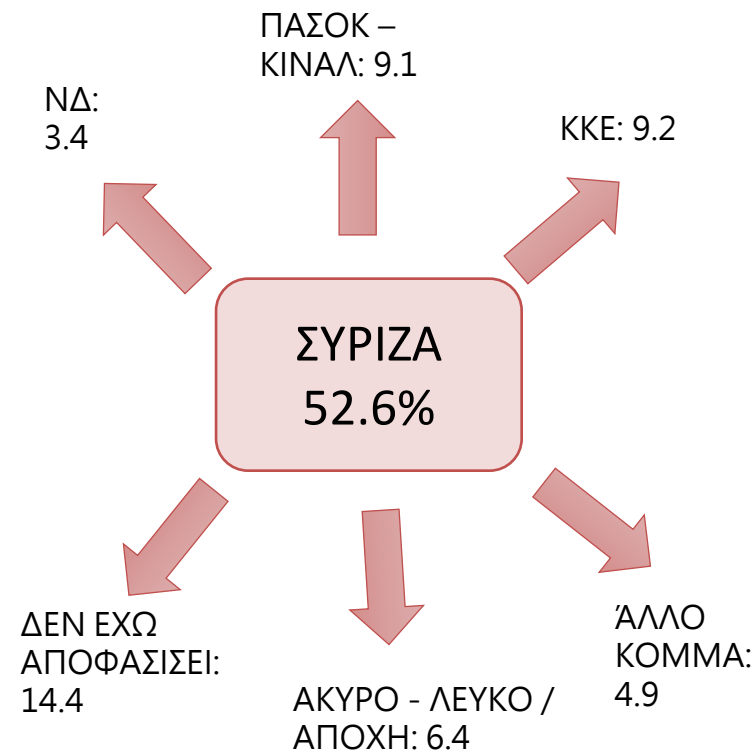 ΠΑΣΟΚ –
ΚΙΝΑΛ: 9.1
ΝΔ:
3.4
ΚΚΕ: 9.2
ΣΥΡΙΖΑ
52.6%
ΔΕΝ ΕΧΩ
ΑΠΟΦΑΣΙΣΕΙ:
14.4
ΑΚΥΡΟ - ΛΕΥΚΟ /
ΑΠΟΧΗ: 6.4
ΆΛΛΟ
ΚΟΜΜΑ:
4.9